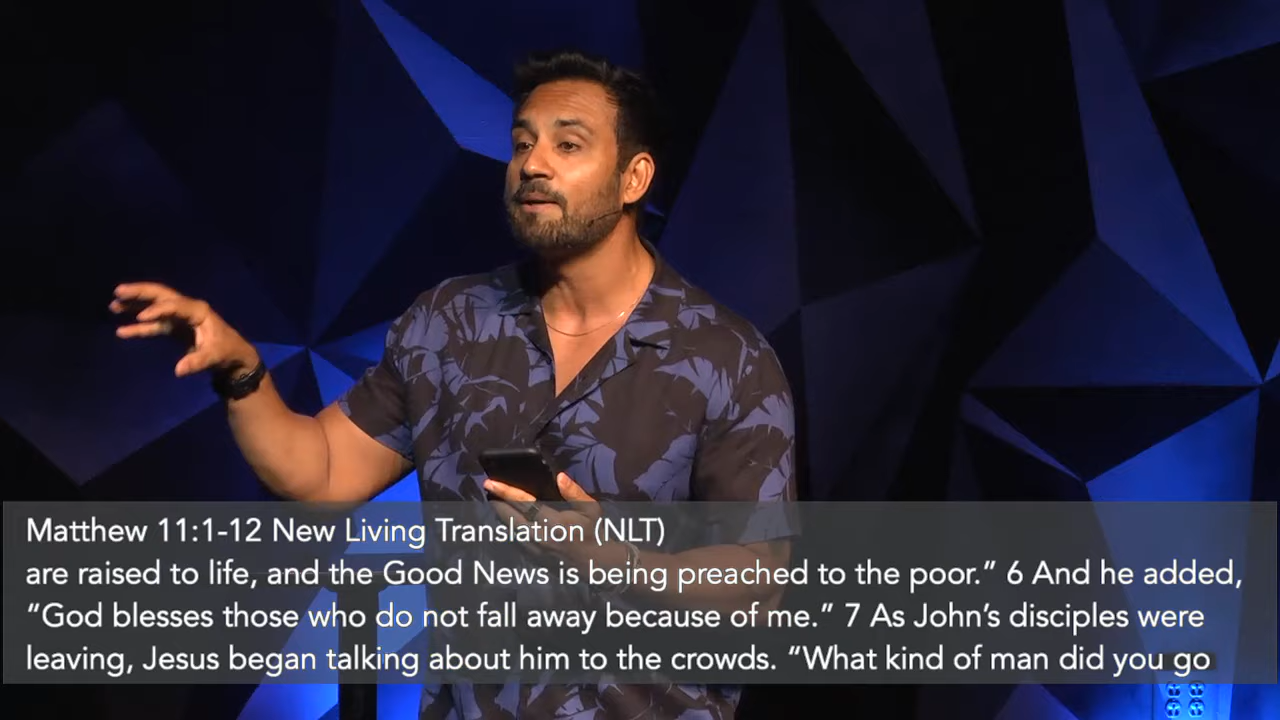 Matthew 11:1-12 New Living Translation (NLT)
are raised to life, and the Good News is being preached to the poor.” 6 And he added,
“God blesses those who do not fall away because of me.” 7 As John’s disciples were
leaving, Jesus began talking about him to the crowds. “What kind of man did you go